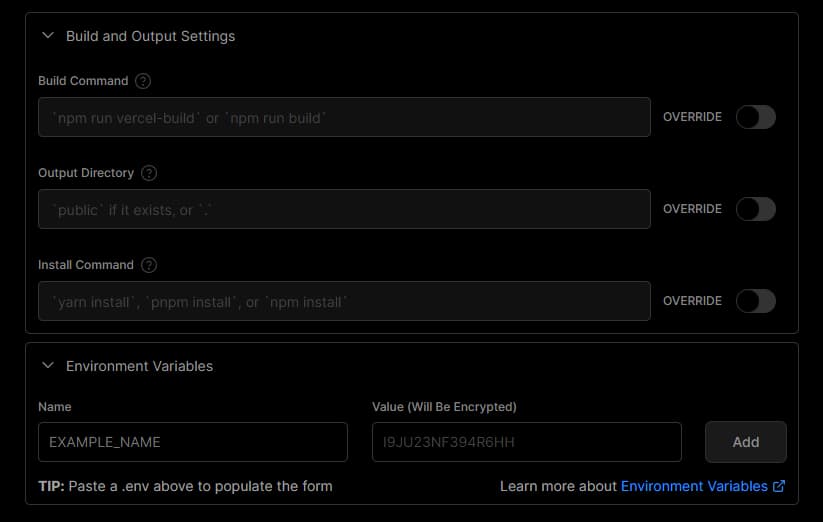 Build and Output Settings
Build Command ?
`npm run vercel-build` or `npm run build`
OVERRIDE
Output Directory ?
`public` if it exists, or `.`
OVERRIDE
Install Command ?
`yarn install`, `pnpm install`, or `npm install`
OVERRIDE
Environment Variables
Name
Value (Will Be Encrypted)
EXAMPLE_NAME
I9JU23NF394R6HH
Add
TIP: Paste a .env above to populate the form
Learn more about Environment Variables